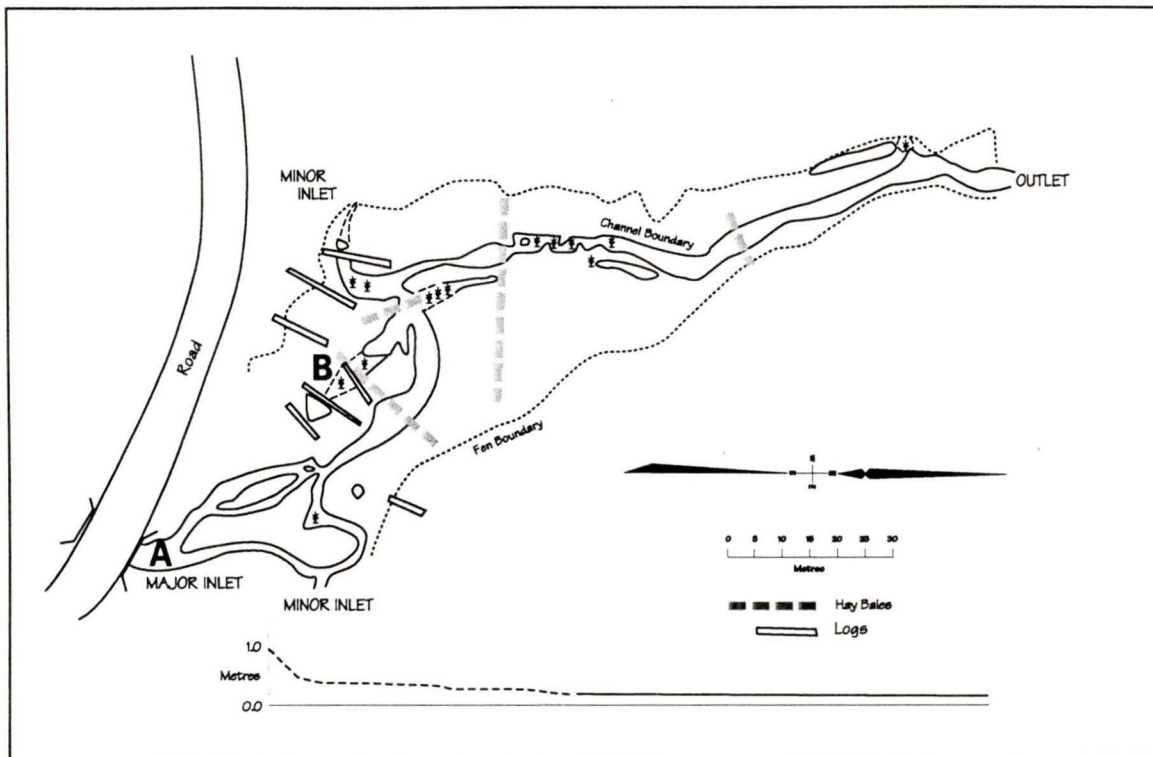 MINOR
INLET
OUTLET
Channel Boundary
Road
B
Fen Boundary
A
MAJOR INLET
MINOR INLET
0 5 10 15 20 25 30
Metres
Hay Bales
Logs
1.0
Metres
0.0